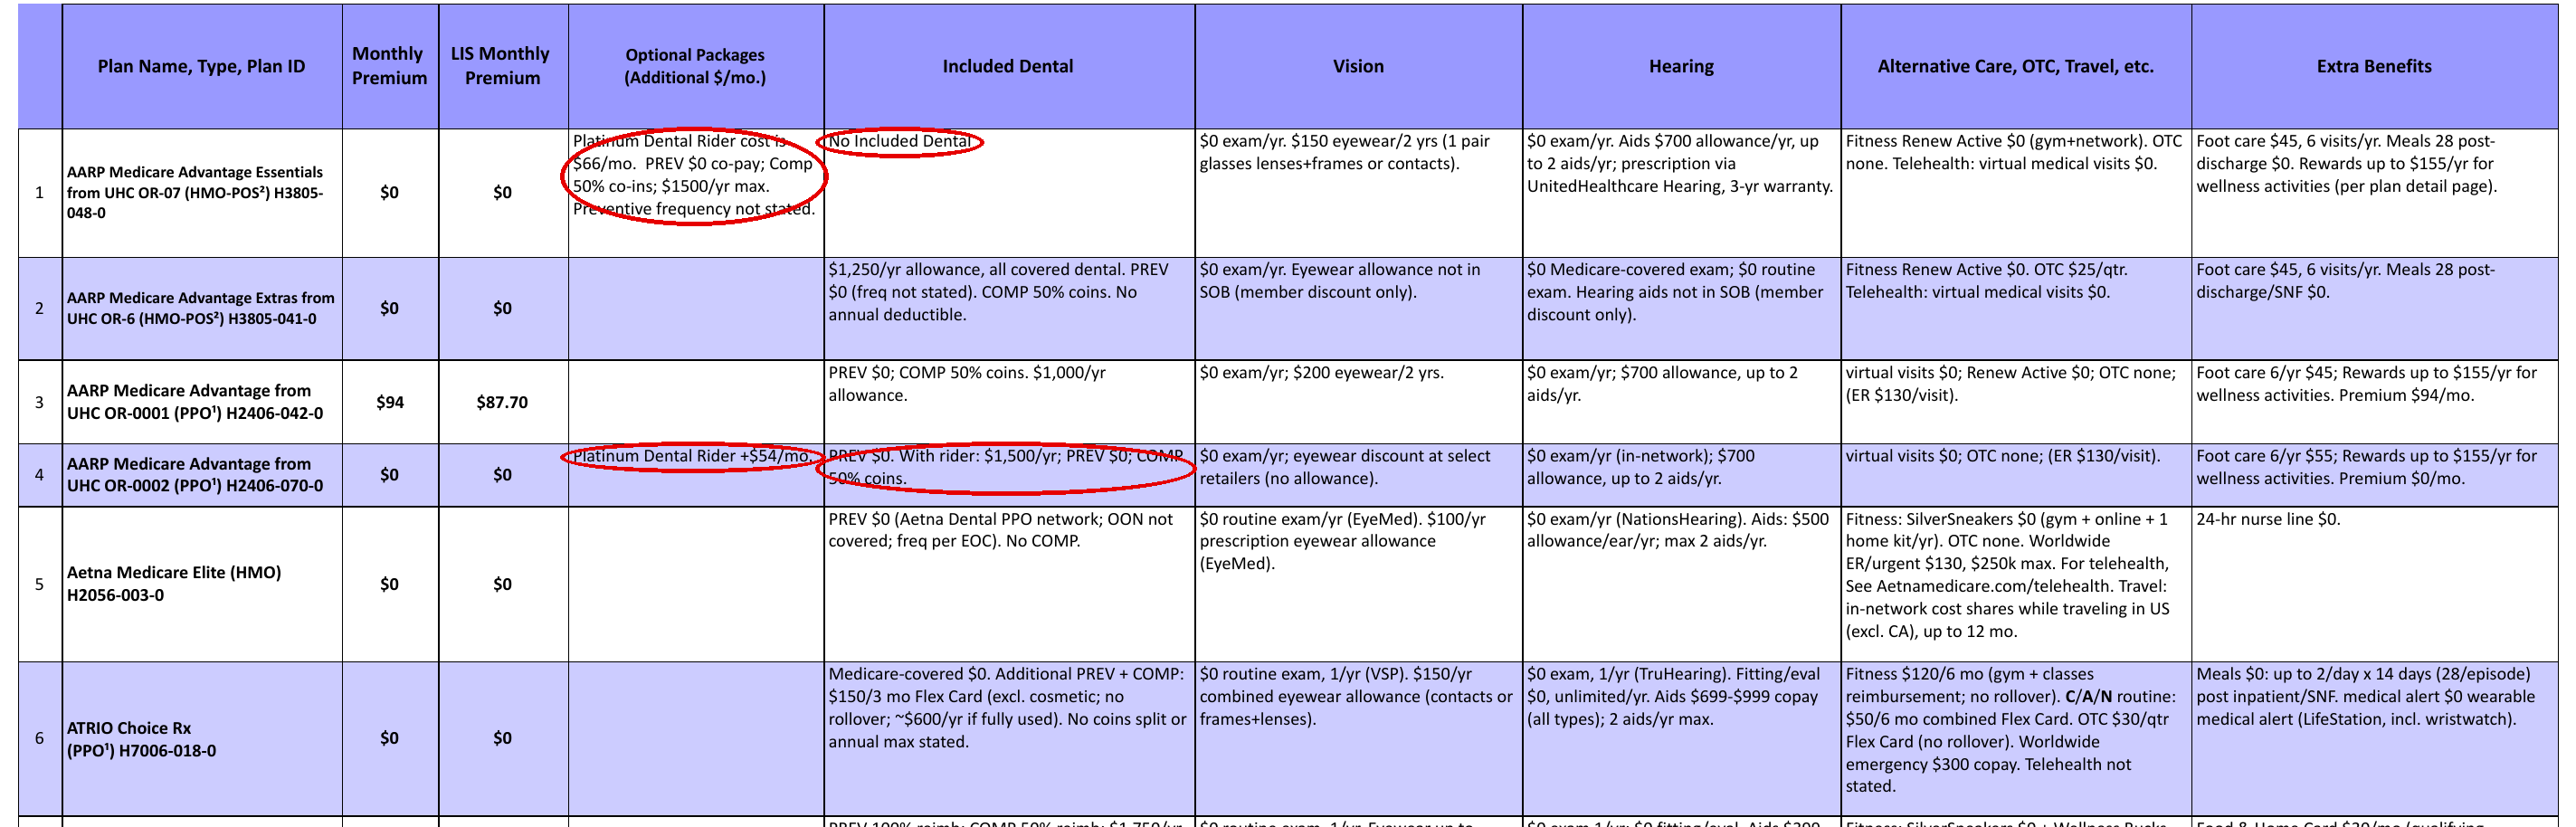 Plan Name, Type, Plan ID
Monthly
Premium
LIS Monthly
Premium
Optional Packages
(Additional $/mo.)
Included Dental
Vision
Hearing
Alternative Care, OTC, Travel, etc.
Extra Benefits
1
AARP Medicare Advantage Essentials
from UHC OR-07 (HMO-POS²) H3805-
048-0
$0
$0
Platinum Dental Rider cost is
$66/mo.  PREV $0 co-pay; Comp
50% co-ins; $1500/yr max.
Preventive frequency not stated.
No Included Dental
$0 exam/yr. $150 eyewear/2 yrs (1 pair
glasses lenses+frames or contacts).
$0 exam/yr. Aids $700 allowance/yr, up
to 2 aids/yr; prescription via
UnitedHealthcare Hearing, 3-yr warranty.
Fitness Renew Active $0 (gym+network). OTC
none. Telehealth: virtual medical visits $0.
Foot care $45, 6 visits/yr. Meals 28 post-
discharge $0. Rewards up to $155/yr for
wellness activities (per plan detail page).
2
AARP Medicare Advantage Extras from
UHC OR-6 (HMO-POS²) H3805-041-0
$0
$0
$1,250/yr allowance, all covered dental. PREV
$0 (freq not stated). COMP 50% coins. No
annual deductible.
$0 exam/yr. Eyewear allowance not in
SOB (member discount only).
$0 Medicare-covered exam; $0 routine
exam. Hearing aids not in SOB (member
discount only).
Fitness Renew Active $0. OTC $25/qtr.
Telehealth: virtual medical visits $0.
Foot care $45, 6 visits/yr. Meals 28 post-
discharge/SNF $0.
3
AARP Medicare Advantage from
UHC OR-0001 (PPO¹) H2406-042-0
$94
$87.70
PREV $0; COMP 50% coins. $1,000/yr
allowance.
$0 exam/yr; $200 eyewear/2 yrs.
$0 exam/yr; $700 allowance, up to 2
aids/yr.
virtual visits $0; Renew Active $0; OTC none;
(ER $130/visit).
Foot care 6/yr $45; Rewards up to $155/yr for
wellness activities. Premium $94/mo.
4
AARP Medicare Advantage from
UHC OR-0002 (PPO¹) H2406-070-0
$0
$0
Platinum Dental Rider +$54/mo.
PREV $0. With rider: $1,500/yr; PREV $0; COMP
50% coins.
$0 exam/yr; eyewear discount at select
retailers (no allowance).
$0 exam/yr (in-network); $700
allowance, up to 2 aids/yr.
virtual visits $0; OTC none; (ER $130/visit).
Foot care 6/yr $55; Rewards up to $155/yr for
wellness activities. Premium $0/mo.
5
Aetna Medicare Elite (HMO)
H2056-003-0
$0
$0
PREV $0 (Aetna Dental PPO network; OON not
covered; freq per EOC). No COMP.
$0 routine exam/yr (EyeMed). $100/yr
prescription eyewear allowance
(EyeMed).
$0 exam/yr (NationsHearing). Aids: $500
allowance/ear/yr; max 2 aids/yr.
Fitness: SilverSneakers $0 (gym + online + 1
home kit/yr). OTC none. Worldwide
ER/urgent $130, $250k max. For telehealth,
See Aetnamedicare.com/telehealth. Travel:
in-network cost shares while traveling in US
(excl. CA), up to 12 mo.
24-hr nurse line $0.
6
ATRIO Choice Rx
(PPO¹) H7006-018-0
$0
$0
Medicare-covered $0. Additional PREV + COMP:
$150/3 mo Flex Card (excl. cosmetic; no
rollover; ~$600/yr if fully used). No coins split or
annual max stated.
$0 routine exam, 1/yr (VSP). $150/yr
combined eyewear allowance (contacts or
frames+lenses).
$0 exam, 1/yr (TruHearing). Fitting/eval
$0, unlimited/yr. Aids $699-$999 copay
(all types); 2 aids/yr max.
Fitness $120/6 mo (gym + classes
reimbursement; no rollover). C/A/N routine:
$50/6 mo combined Flex Card. OTC $30/qtr
Flex Card (no rollover). Worldwide
emergency $300 copay. Telehealth not
stated.
Meals $0: up to 2/day x 14 days (28/episode)
post inpatient/SNF. medical alert $0 wearable
medical alert (LifeStation, incl. wristwatch).